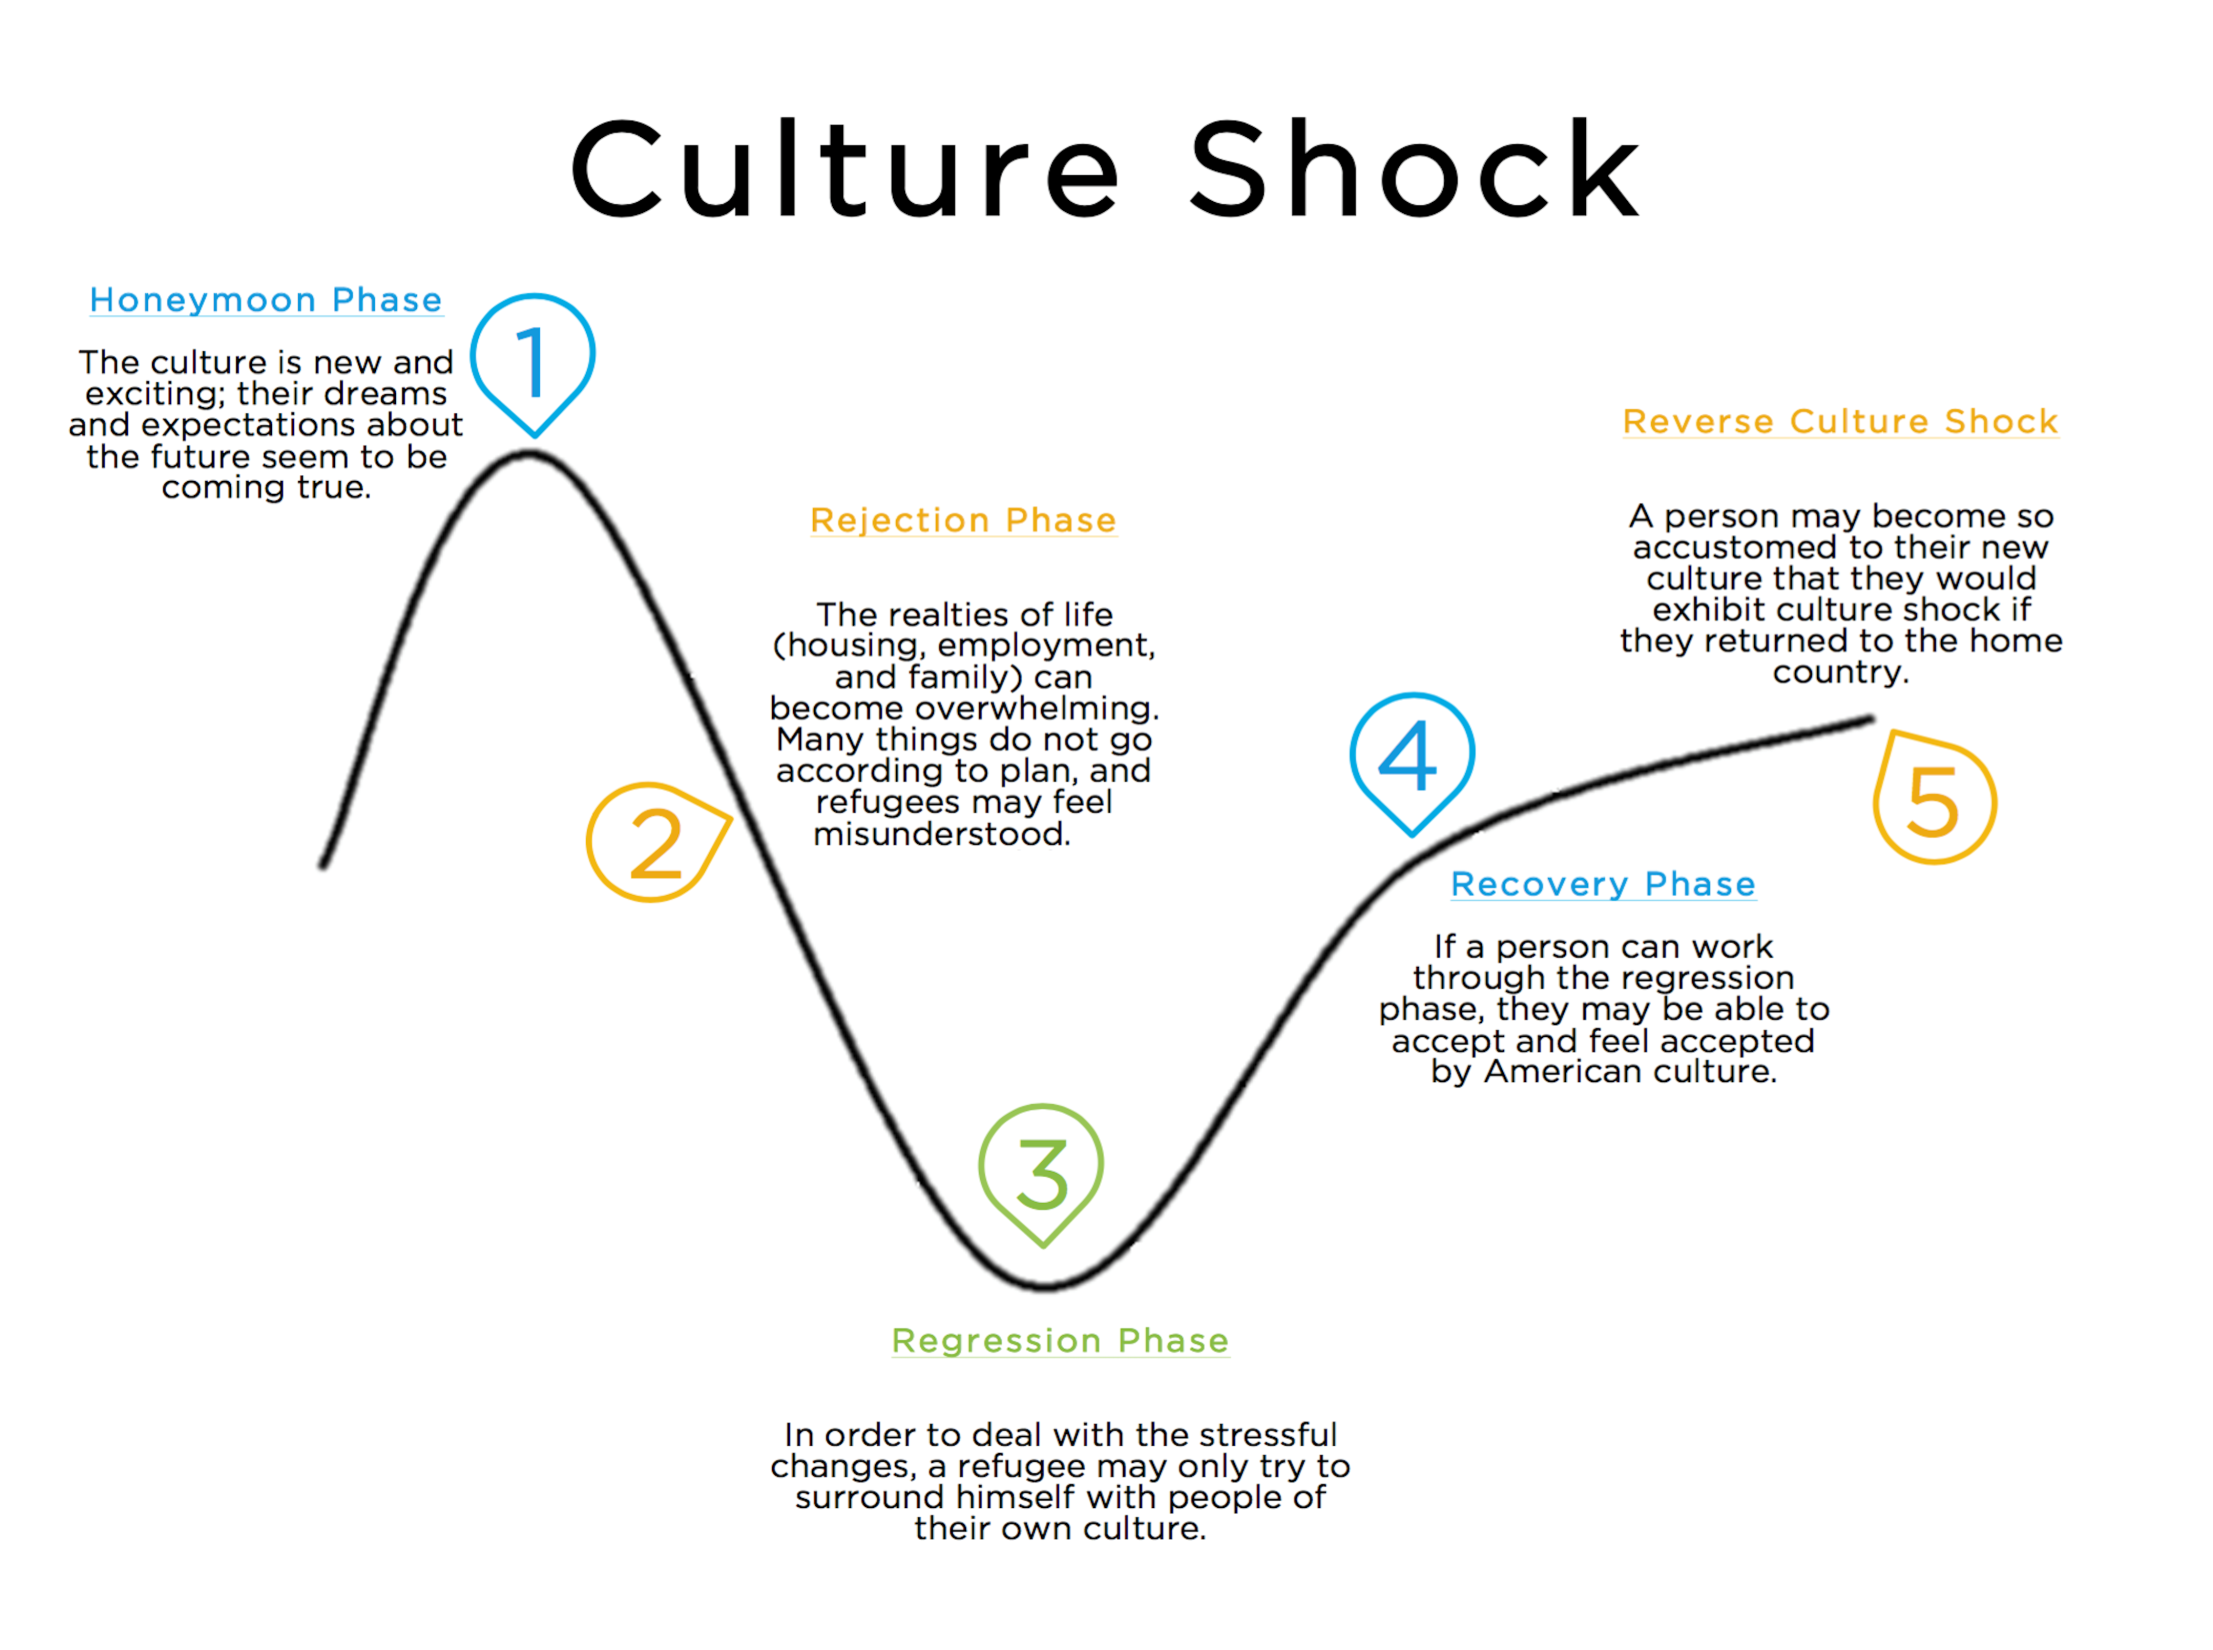 Culture Shock
Honeymoon Phase
1
The culture is new and
exciting; their dreams
and expectations about
the future seem to be
coming true.
Rejection Phase
2
The realties of life
(housing, employment,
and family) can
become overwhelming.
Many things do not go
according to plan, and
refugees may feel
misunderstood.
3
Regression Phase
In order to deal with the stressful
changes, a refugee may only try to
surround himself with people of
their own culture.
4
Recovery Phase
If a person can work
through the regression
phase, they may be able to
accept and feel accepted
by American culture.
Reverse Culture Shock
A person may become so
accustomed to their new
culture that they would
exhibit culture shock if
they returned to the home
country.
5